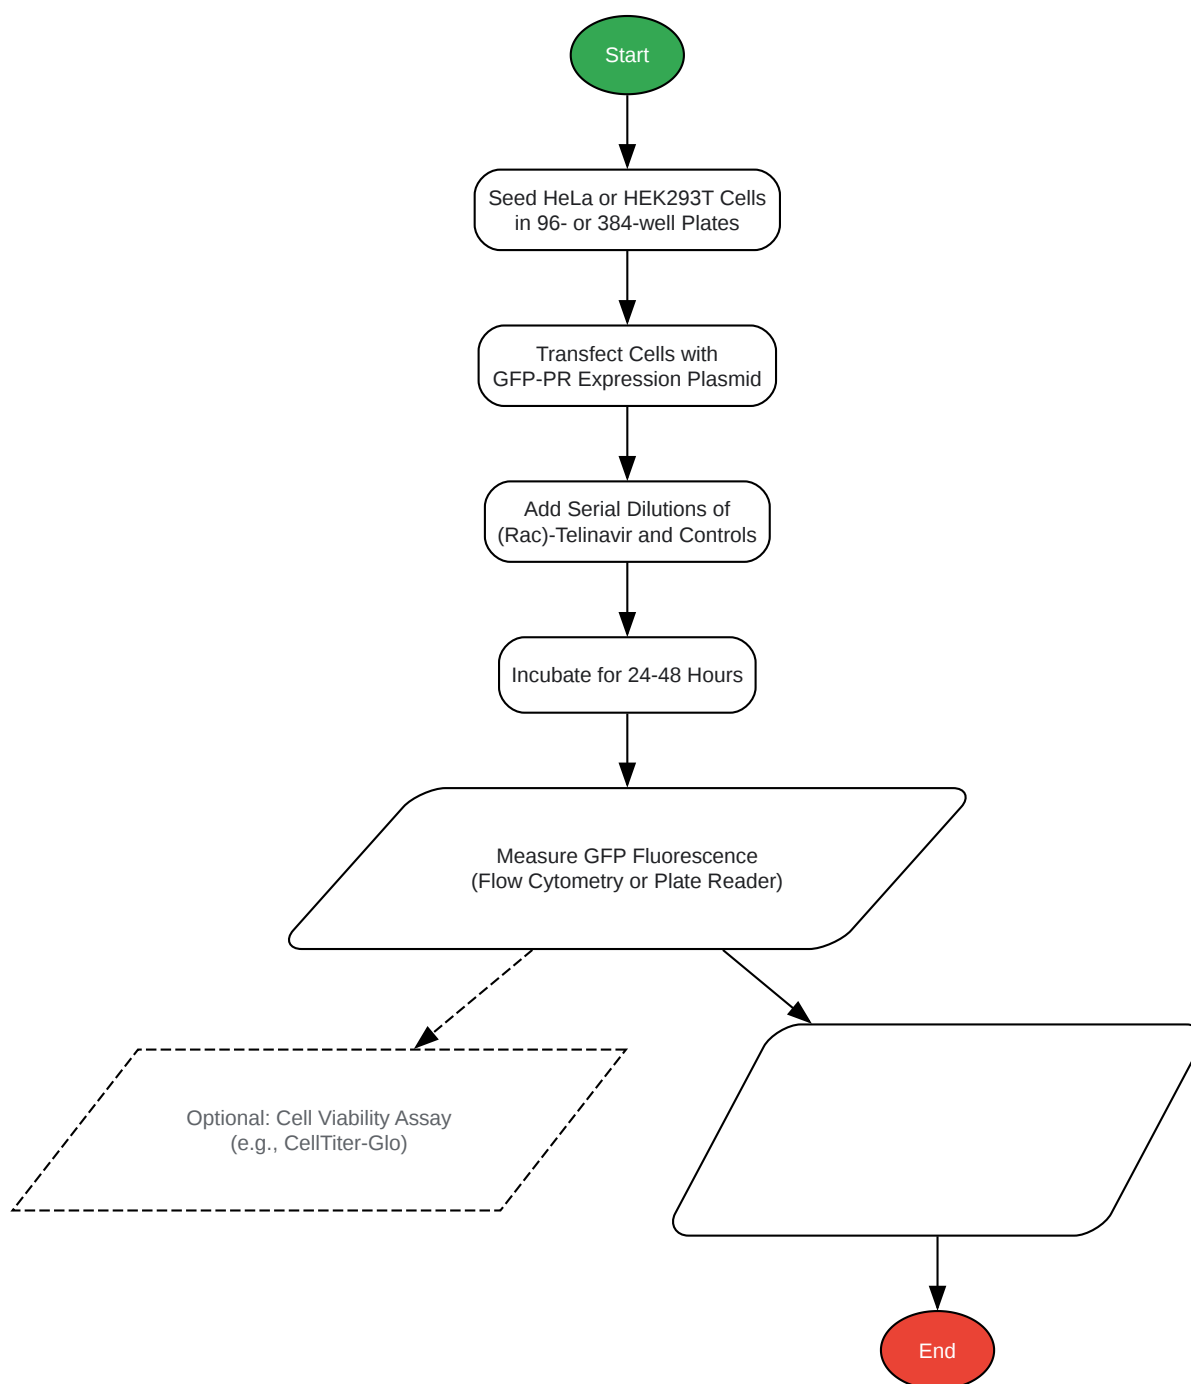 Start
Seed HeLa or HEK293T Cells
in 96- or 384-well Plates
Transfect Cells with
GFP-PR Expression Plasmid
Add Serial Dilutions of
(Rac)-Telinavir and Controls
Incubate for 24-48 Hours
Measure GFP Fluorescence
(Flow Cytometry or Plate Reader)
Optional: Cell Viability Assay
(e.g., CellTiter-Glo)
End